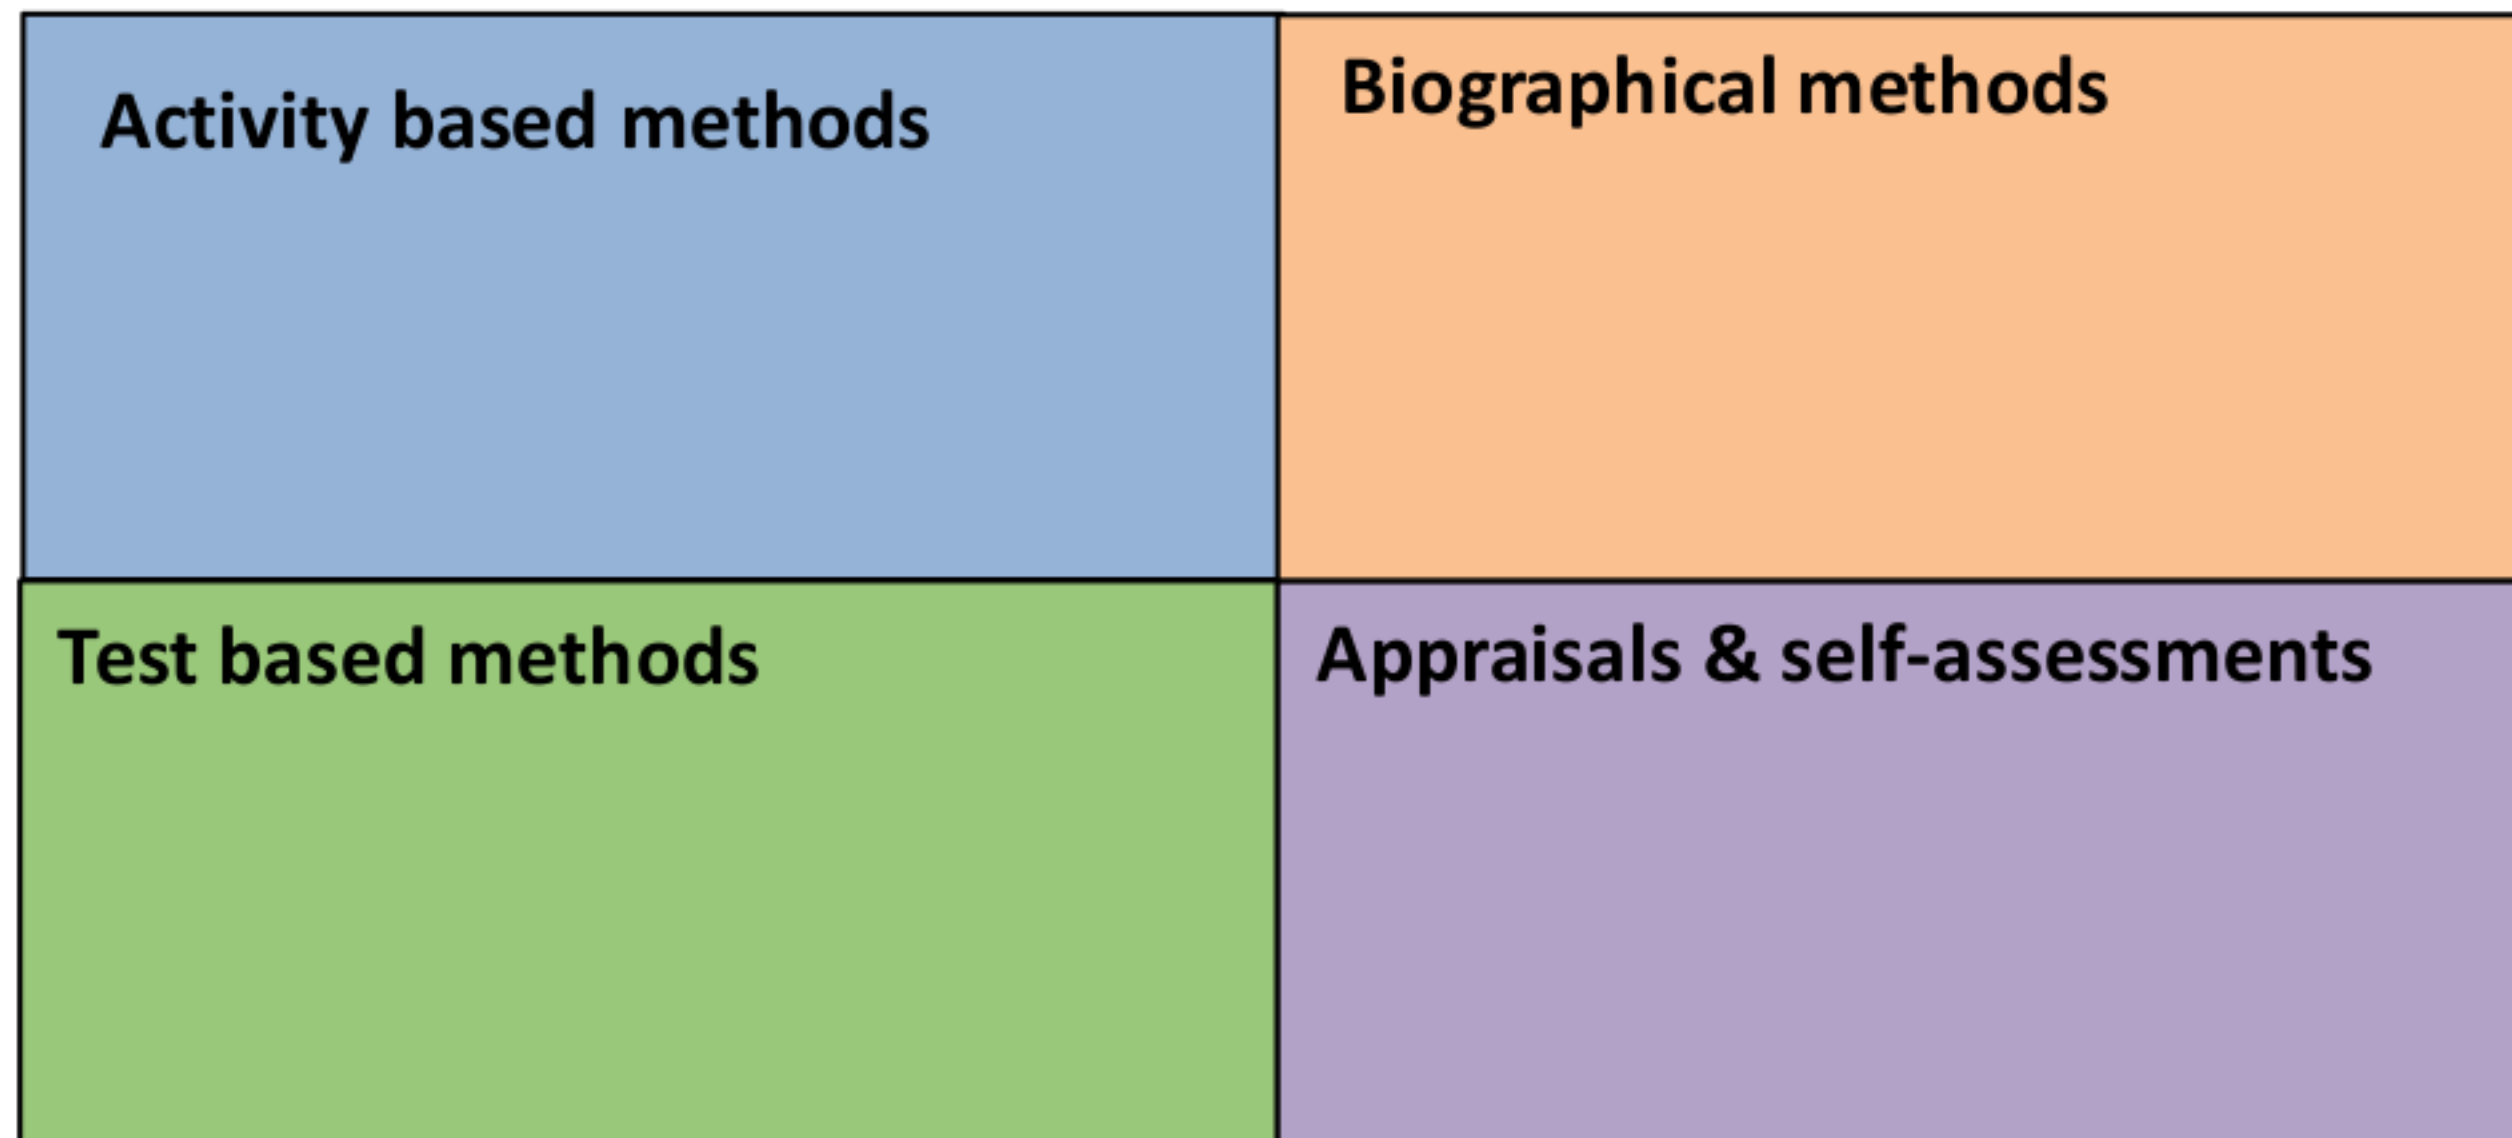 Activity based methods
Biographical methods
Test based methods
Appraisals & self-assessments